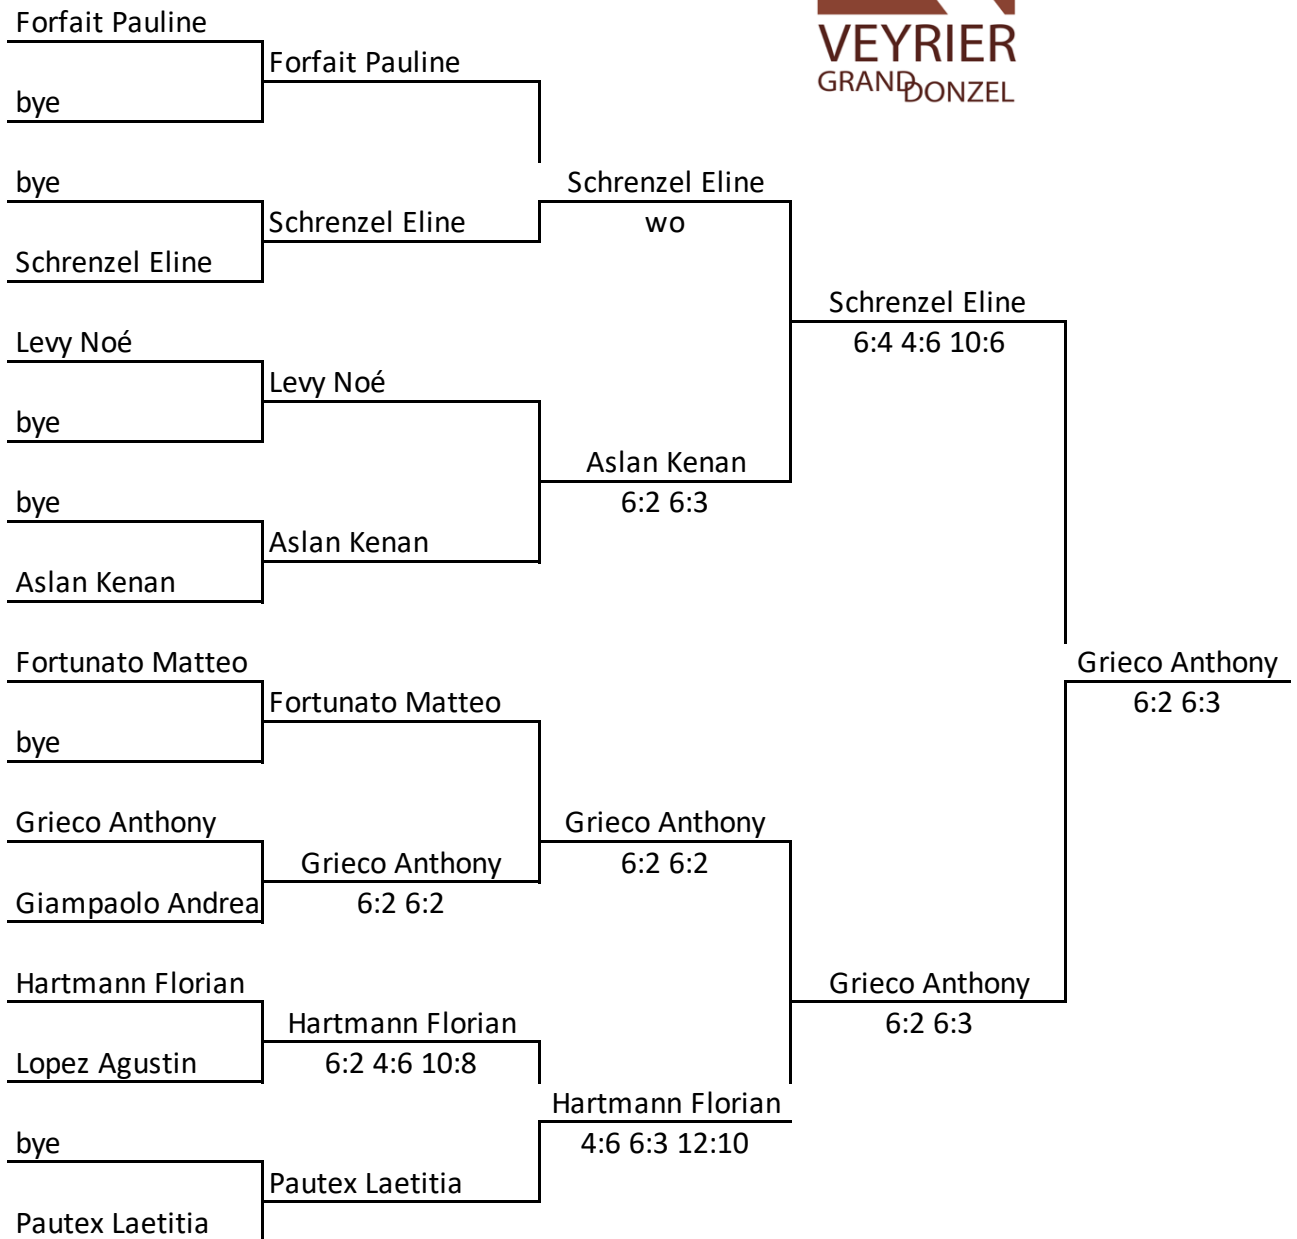 Forfait Pauline
VEYRIER
Forfait Pauline
GRAND DONZEL
bye
bye
Schrenzel Eline
Schrenzel Eline
wo
Schrenzel Eline
Schrenzel Eline
Levy Noé
6:4 4:6 10:6
Levy Noé
bye
Aslan Kenan
bye
6:2 6:3
Aslan Kenan
Aslan Kenan
Fortunato Matteo
Grieco Anthony
Fortunato Matteo
6:2 6:3
bye
Grieco Anthony
Grieco Anthony
Grieco Anthony
6:2 6:2
Giampaolo Andrea
6:2 6:2
Hartmann Florian
Grieco Anthony
Hartmann Florian
6:2 6:3
Lopez Agustin
6:2 4:6 10:8
Hartmann Florian
bye
4:6 6:3 12:10
Pautex Laetitia
Pautex Laetitia